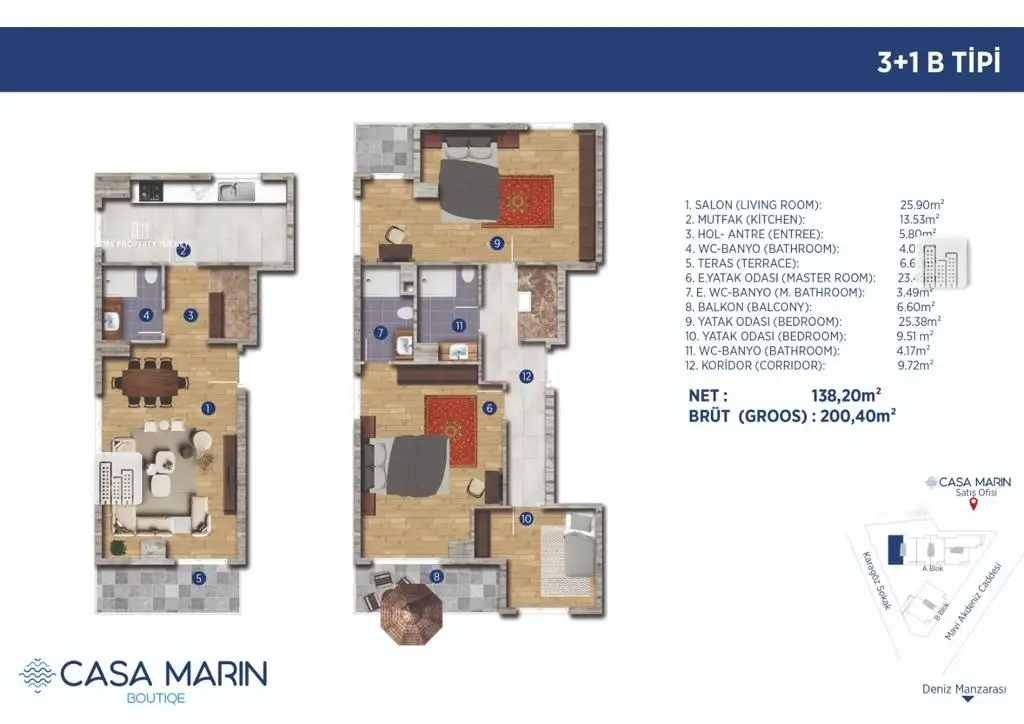 3+1 B TİPİ
1. SALON (LIVING ROOM): 25.90m²
2. MUTFAK (KİTCHEN): 13.53m²
3. HOL- ANTRE (ENTREE): 5.80m²
4. WC-BANYO (BATHROOM): 4.0
5. TERAS (TERRACE): 6.6
6. E.YATAK ODASI (MASTER ROOM): 23.
7. E. WC-BANYO (M. BATHROOM): 3.49m²
8. BALKON (BALCONY): 6.60m²
9. YATAK ODASI (BEDROOM): 25.38m²
10. YATAK ODASI (BEDROOM): 9.51 m²
11. WC-BANYO (BATHROOM): 4.17m²
12. KORİDOR (CORRIDOR): 9.72m²
NET : 138,20m²
BRÜT (GROOS) : 200,40m²
OME PROPERTY TURKEY
2
4
3
1
5
9
7
11
12
6
10
8
CASA MARIN
Satış Ofisi
A Blok
B Blok
Karagöz Sokak
Mavi Akdeniz Caddesi
Deniz Manzarası
CASA MARIN
BOUTIQE